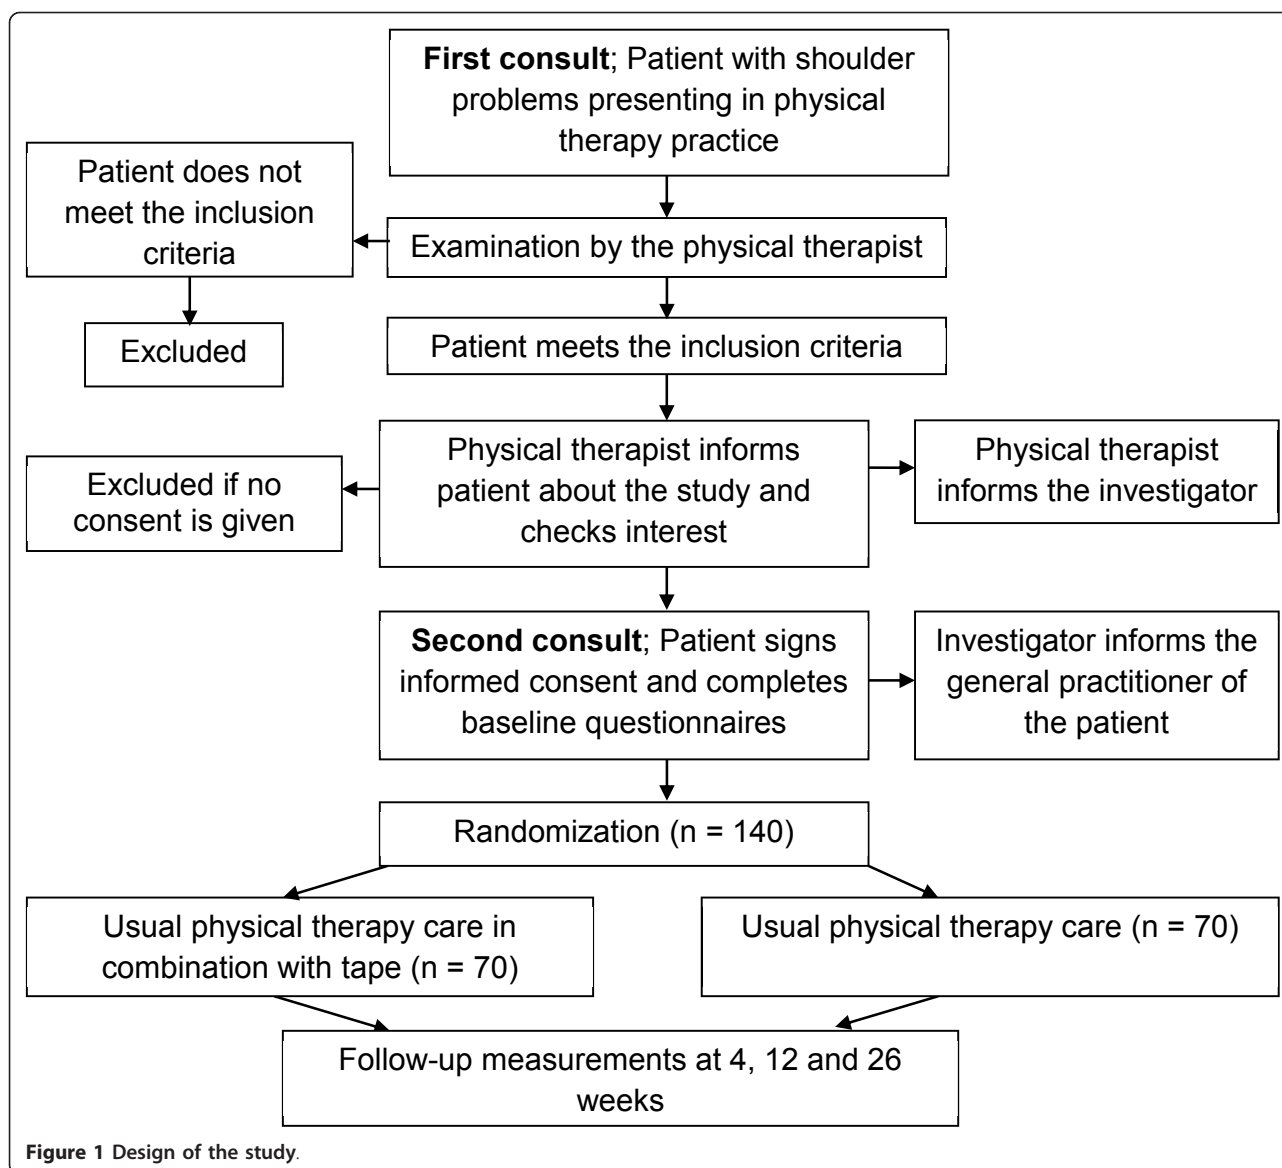 First consult; Patient with shoulder
problems presenting in physical
therapy practice
Patient does not
meet the inclusion
criteria
Examination by the physical therapist
Excluded
Patient meets the inclusion criteria
Excluded if no
consent is given
Physical therapist informs
patient about the study and
checks interest
Physical therapist
informs the investigator
Second consult; Patient signs
informed consent and completes
baseline questionnaires
Investigator informs the
general practitioner of
the patient
Randomization (n = 140)
Usual physical therapy care in
combination with tape (n = 70)
Usual physical therapy care (n = 70)
Follow-up measurements at 4, 12 and 26
weeks
Figure 1 Design of the study.